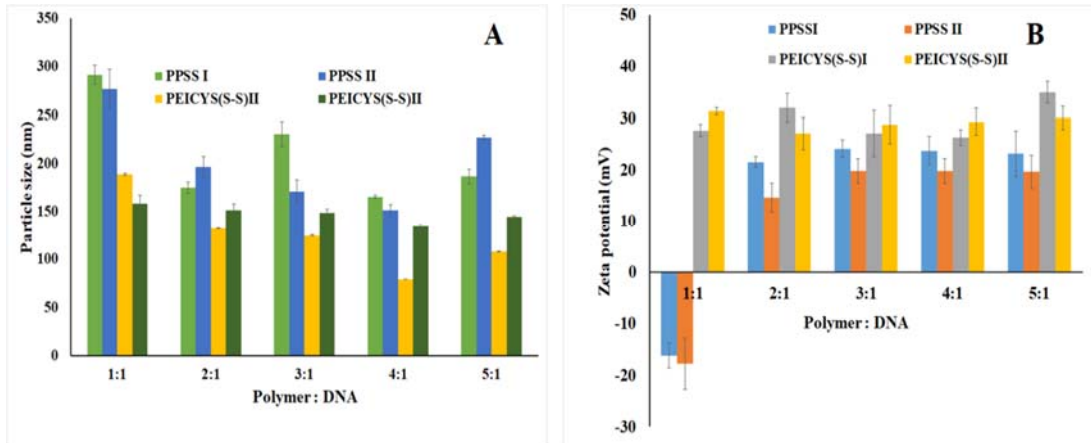 A
PPSS I
PPSS II
PEICYS(S-S)II
PEICYS(S-S)II
Particle size (nm)
350
300
250
200
150
100
50
0
1:1
2:1
3:1
4:1
5:1
Polymer : DNA
B
PPSSI
PPSS II
PEICYS(S-S)I
PEICYS(S-S)II
Zeta potential (mV)
50
40
30
20
10
0
-10
-20
-30
1:1
2:1
3:1
4:1
5:1
Polymer : DNA